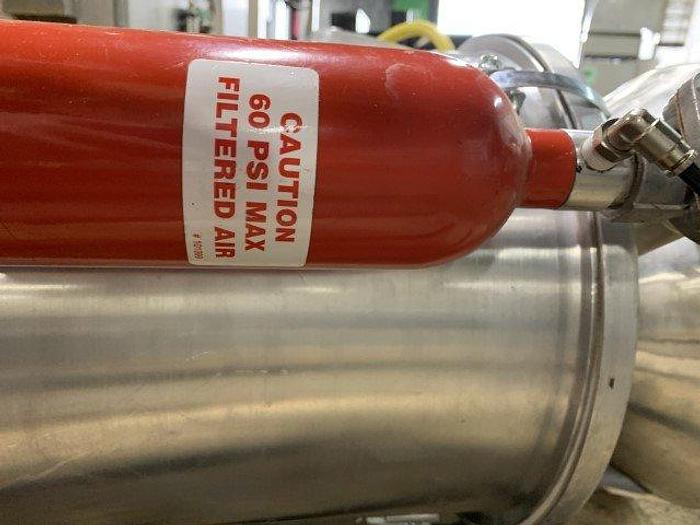 CAUTION
60 PSI MAX
FILTERED AIR